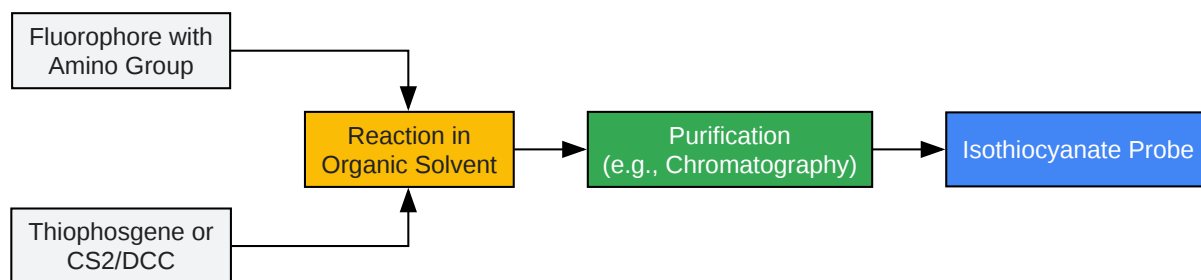 Fluorophore with
Amino Group
Reaction in
Organic Solvent
Purification
(e.g., Chromatography)
Isothiocyanate Probe
Thiophosgene or
CS2/DCC